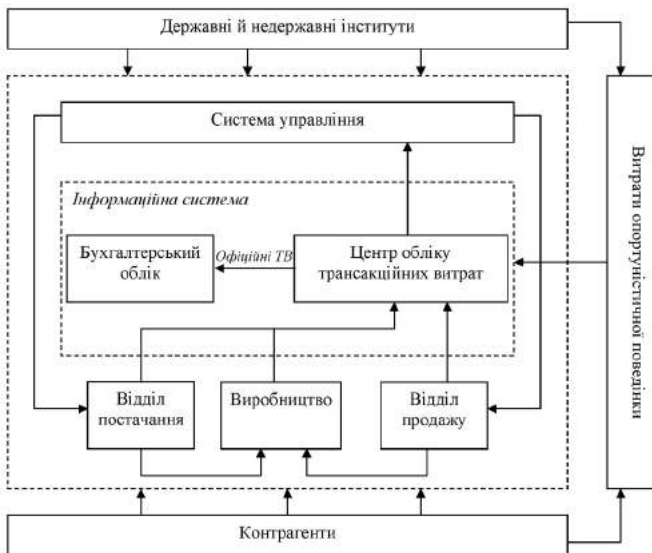 Державні й недержавні інститути
Система управління
Інформаційна система
Бухгалтерський
облік
Офіційні ТВ
Центр обліку
трансакційних витрат
Відділ
постачання
Виробництво
Відділ
продажу
Контрагенти
Витрати опортуністичної поведінки